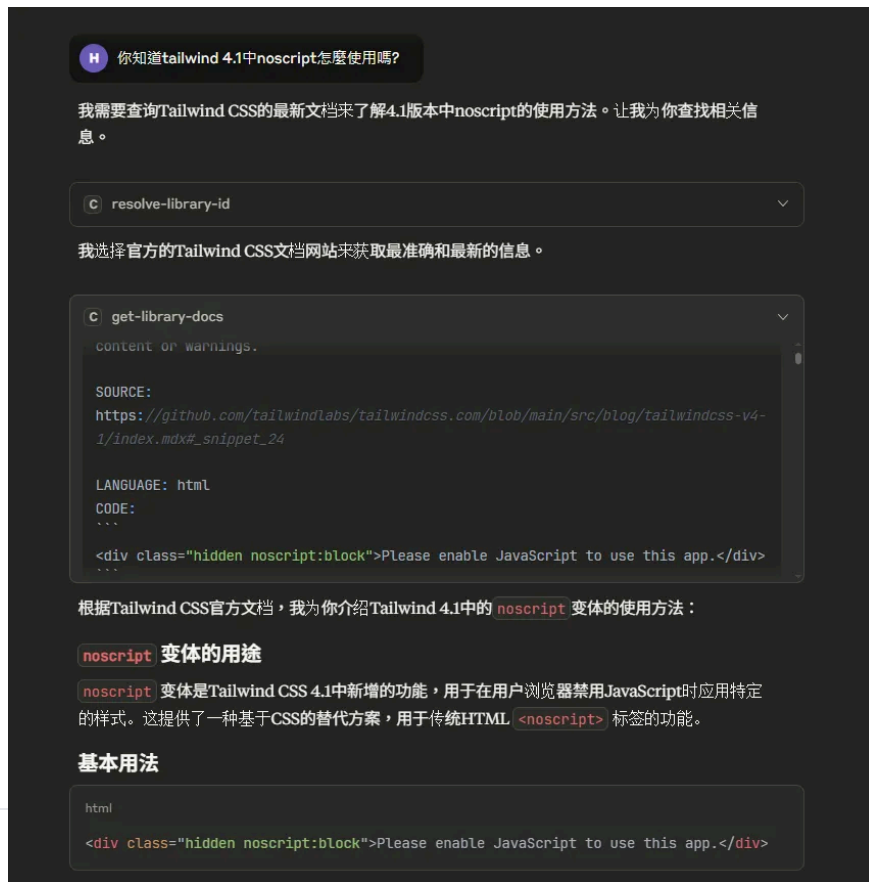 H 你知道tailwind 4.1中noscript怎麼使用嗎?
我需要查询Tailwind CSS的最新文档来了解4.1版本中noscript的使用方法。让我为你查找相关信
息。
C resolve-library-id
我选择官方的Tailwind CSS文档网站来获取最准确和最新的信息。
C get-library-docs
content or warnings.
SOURCE:
https://github.com/tailwindlabs/tailwindcss.com/blob/main/src/blog/tailwindcss-v4-
1/index.mdx#_snippet_24
LANGUAGE: html
CODE:
```
<div class="hidden noscript:block">Please enable JavaScript to use this app.</div>
```
根据Tailwind CSS官方文档，我为你介绍Tailwind 4.1中的 noscript 变体的使用方法：
noscript 变体的用途
noscript 变体是Tailwind CSS 4.1中新增的功能，用于在用户浏览器禁用JavaScript时应用特定
的样式。这提供了一种基于CSS的替代方案，用于传统HTML <noscript> 标签的功能。
基本用法
html
<div class="hidden noscript:block">Please enable JavaScript to use this app.</div>